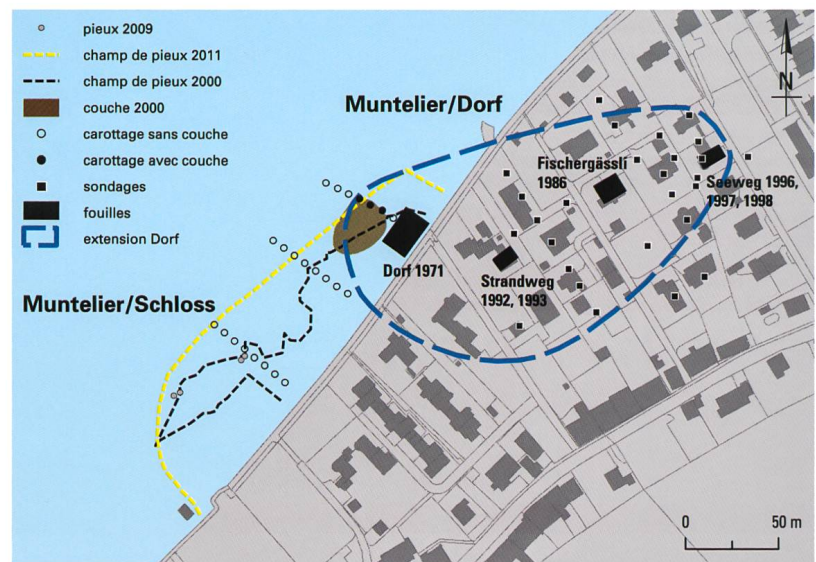 pieux 2009
champ de pieux 2011
champ de pieux 2000
couche 2000
carottage sans couche
carottage avec couche
sondages
fouilles
extension Dorf
Muntelier/Dorf
N
Fischergässli
1986
Seeweg 1996,
1997, 1998
Dorf 1971
Strandweg
1992, 1993
Muntelier/Schloss
0 50 m